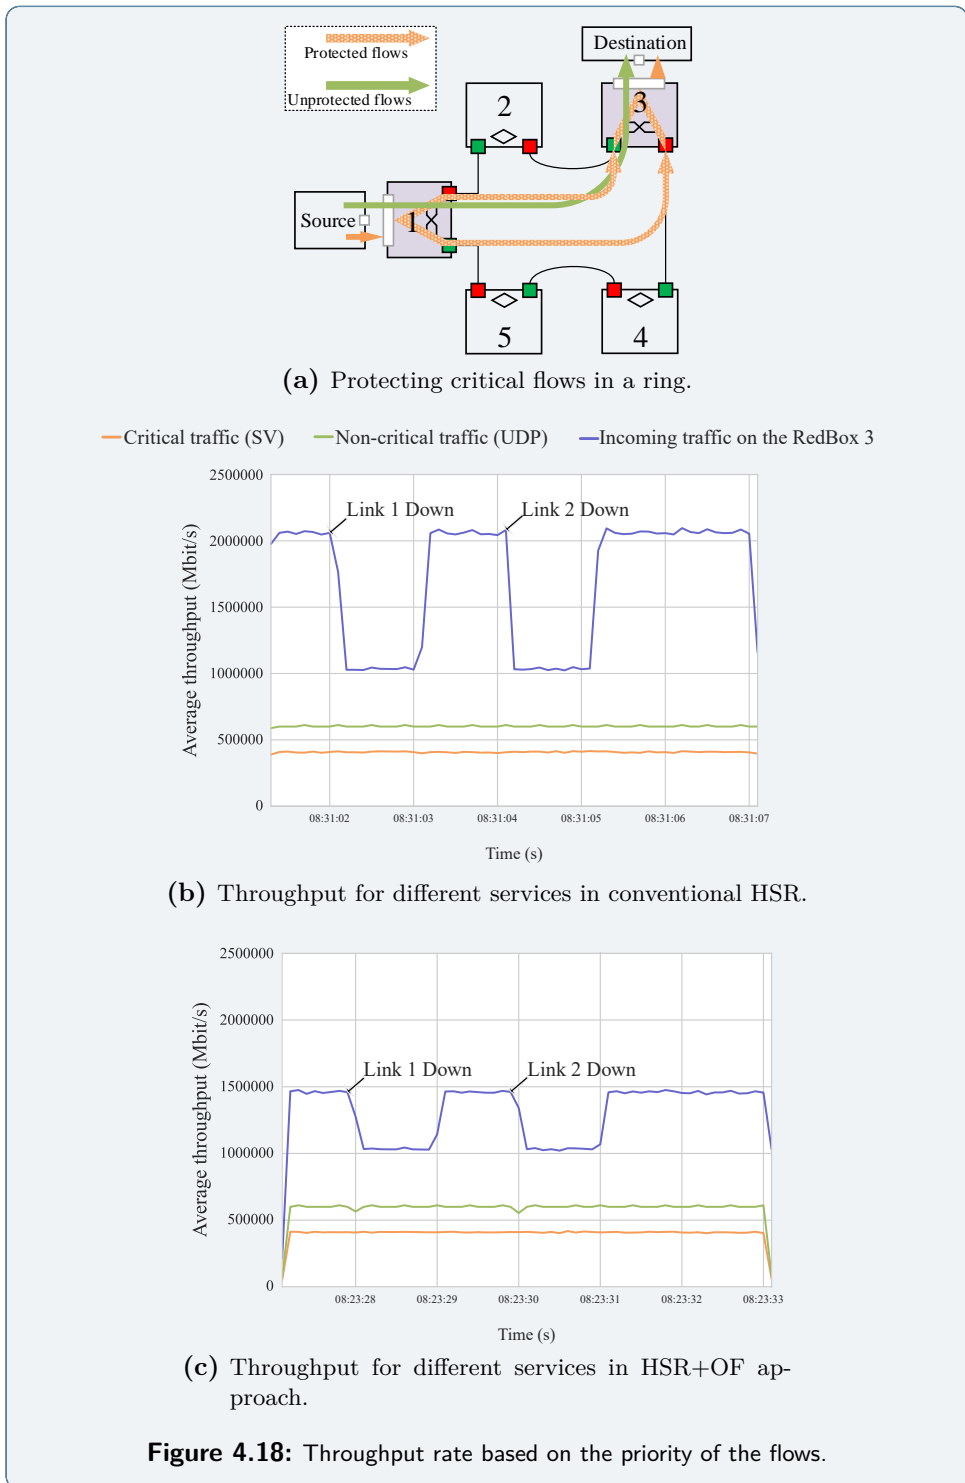 Protected flows
Unprotected flows
Destination
2
3
Source
1
5
4
(a) Protecting critical flows in a ring.
Critical traffic (SV) Non-critical traffic (UDP) Incoming traffic on the RedBox 3
Average throughput (Mbit/s)
2500000
2000000
1500000
1000000
500000
0
Link 1 Down Link 2 Down
08:31:02 08:31:03 08:31:04 08:31:05 08:31:06 08:31:07
Time (s)
(b) Throughput for different services in conventional HSR.
Average throughput (Mbit/s)
2500000
2000000
1500000
1000000
500000
0
Link 1 Down Link 2 Down
08:23:28 08:23:29 08:23:30 08:23:31 08:23:32 08:23:33
Time (s)
(c) Throughput for different services in HSR+OF ap-
proach.
Figure 4.18: Throughput rate based on the priority of the flows.